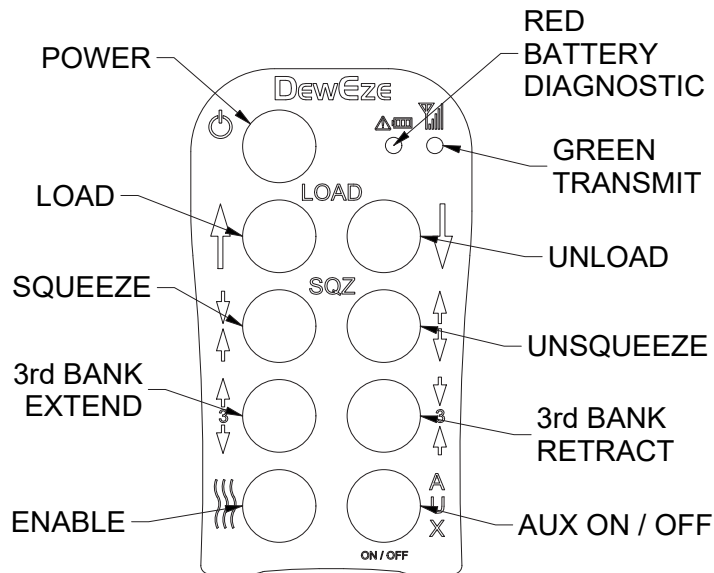 RED
BATTERY
DIAGNOSTIC
POWER
DewEze
GREEN
TRANSMIT
LOAD
LOAD
UNLOAD
SQUEEZE
SQZ
UNSQUEEZE
3rd BANK
EXTEND
3
3
3rd BANK
RETRACT
ENABLE
A
U
X
AUX ON / OFF
ON / OFF